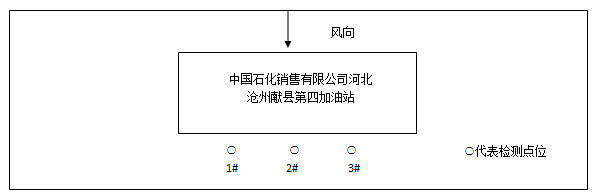 风向
中国石化销售有限公司河北
沧州献县第四加油站
○代表检测点位
1# 2# 3#